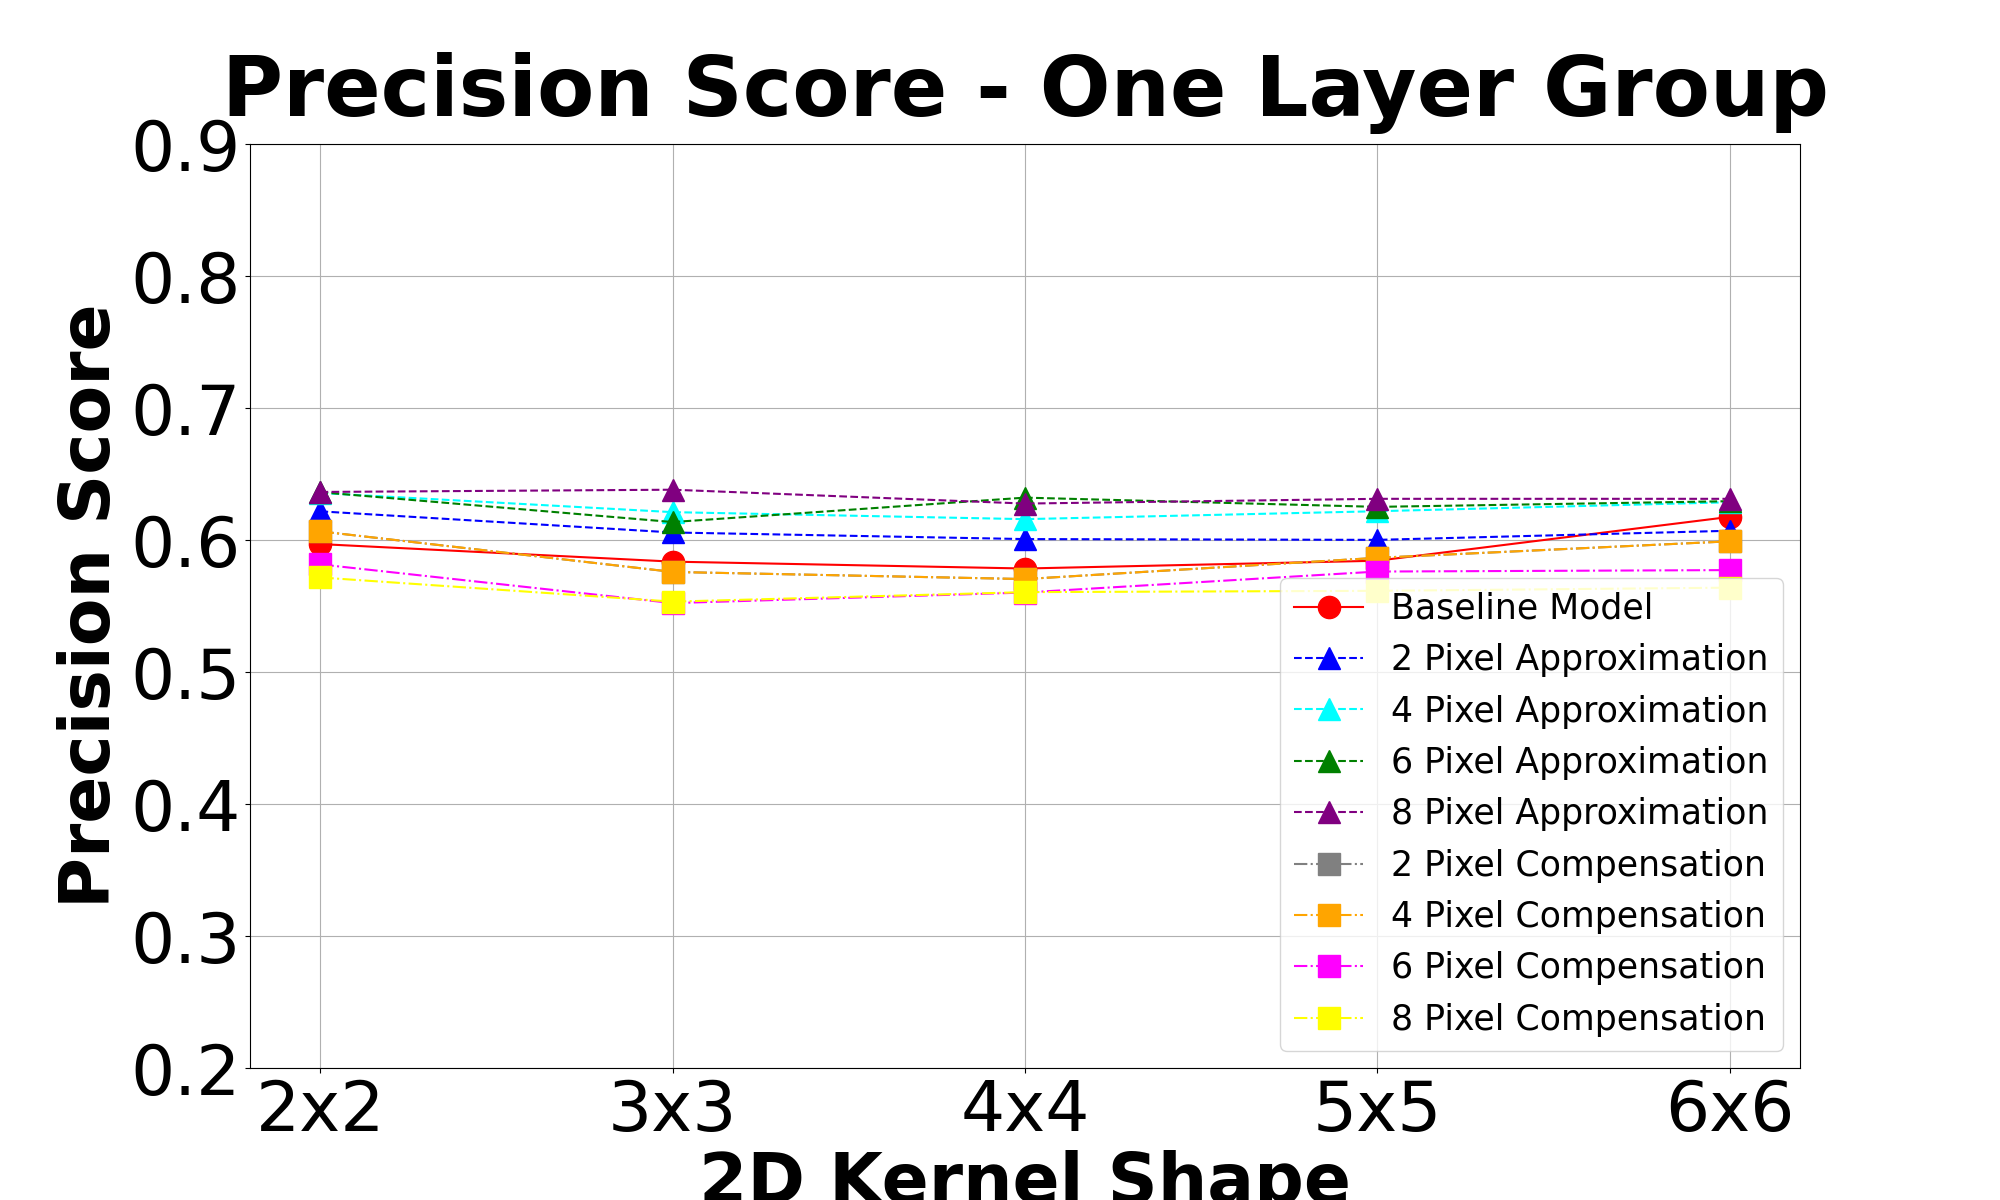 Precision Score - One Layer Group
Precision Score
0.9
0.8
0.7
0.6
0.5
0.4
0.3
0.2
2x2 3x3 4x4 5x5 6x6
2D Kernel Shape
Baseline Model
2 Pixel Approximation
4 Pixel Approximation
6 Pixel Approximation
8 Pixel Approximation
2 Pixel Compensation
4 Pixel Compensation
6 Pixel Compensation
8 Pixel Compensation